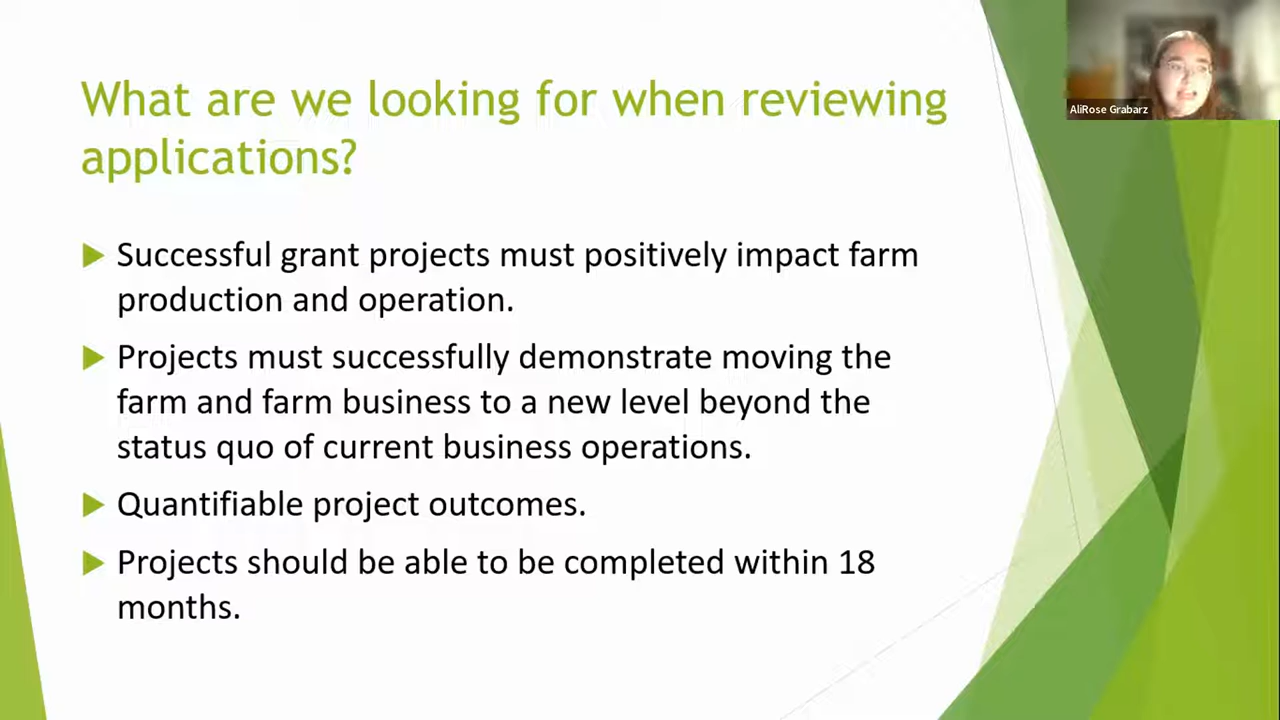 What are we looking for when reviewing
applications?
AliRose Grabarz
Successful grant projects must positively impact farm
production and operation.
Projects must successfully demonstrate moving the
farm and farm business to a new level beyond the
status quo of current business operations.
Quantifiable project outcomes.
Projects should be able to be completed within 18
months.